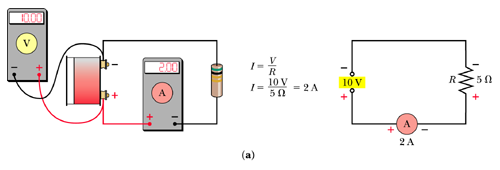 10.00
V
− +
−
+
2.00
A
+ −
I = V/R
I = 10 V/5 Ω = 2 A
−
10 V
+
+
R 5 Ω
−
A
+ −
2 A
(a)